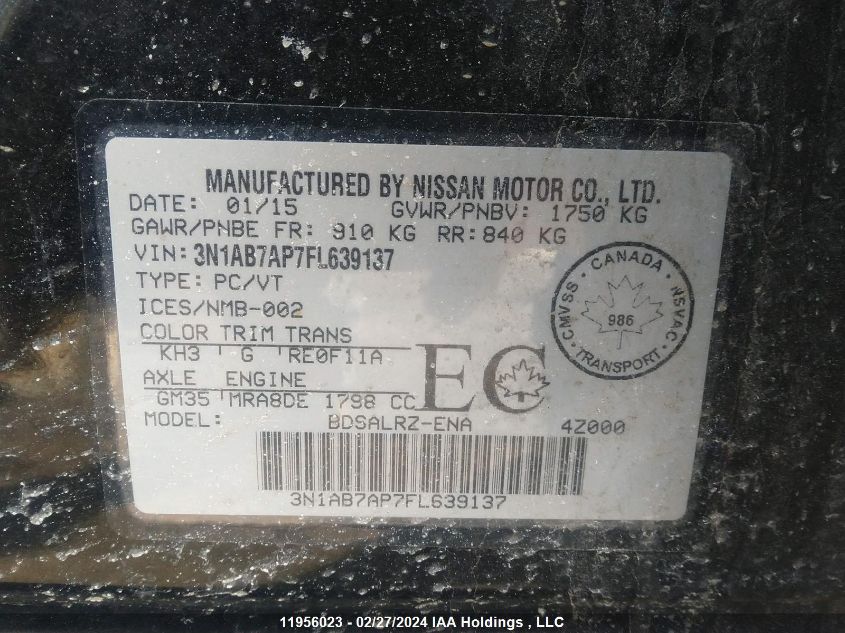 MANUFACTURED BY NISSAN MOTOR CO., LTD.
DATE: 01/15 GVWR/PNBV: 1750 KG
GAWR/PNBE FR: 910 KG RR:840 KG
VIN: 3N1AB7AP7FL639137
TYPE: PC/VT
ICES/NMB-002
CANADA
CMVSS • NSVAC
986
TRANSPORT
COLOR TRIM TRANS
KH3 G RE0F11A
AXLE ENGINE
GM35 MRA8DE 1798 CC
EC
MODEL: BDSALRZ-ENA 4Z000
3N1AB7AP7FL639137
11956023 - 02/27/2024 IAA Holdings , LLC